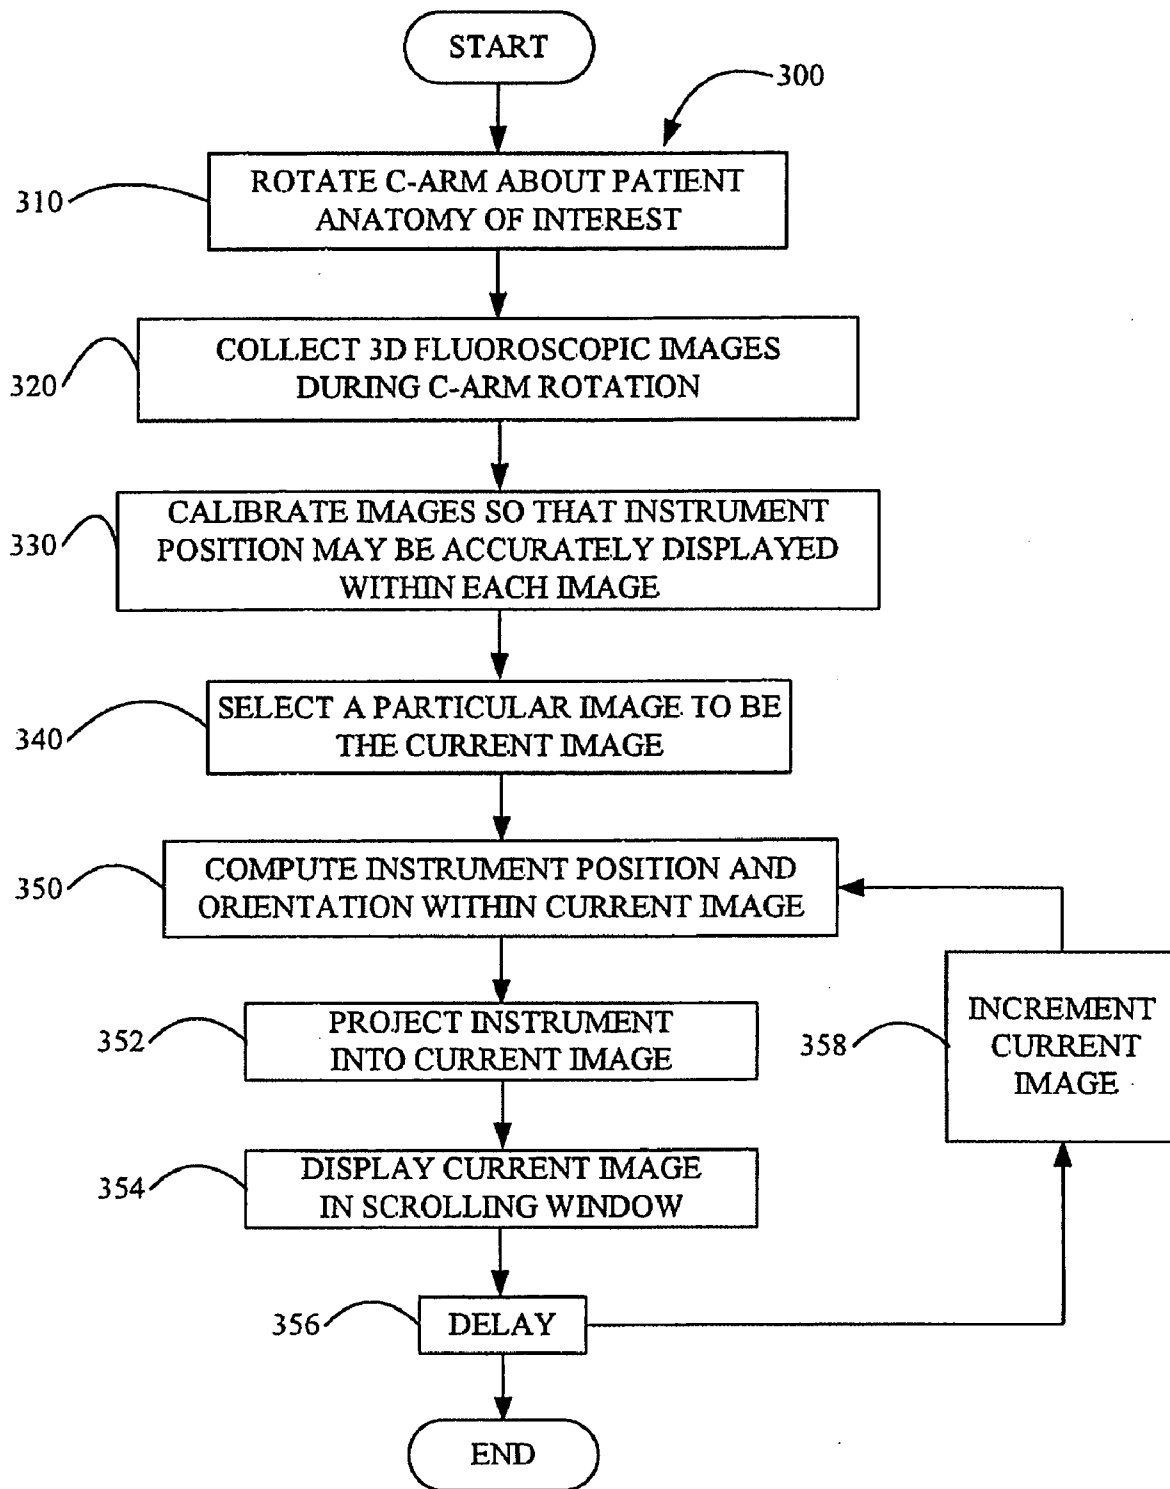 START
300
310
ROTATE C-ARM ABOUT PATIENT
ANATOMY OF INTEREST
320
COLLECT 3D FLUOROSCOPIC IMAGES
DURING C-ARM ROTATION
330
CALIBRATE IMAGES SO THAT INSTRUMENT
POSITION MAY BE ACCURATELY DISPLAYED
WITHIN EACH IMAGE
340
SELECT A PARTICULAR IMAGE TO BE
THE CURRENT IMAGE
350
COMPUTE INSTRUMENT POSITION AND
ORIENTATION WITHIN CURRENT IMAGE
352
PROJECT INSTRUMENT
INTO CURRENT IMAGE
358
INCREMENT
CURRENT
IMAGE
354
DISPLAY CURRENT IMAGE
IN SCROLLING WINDOW
356
DELAY
END